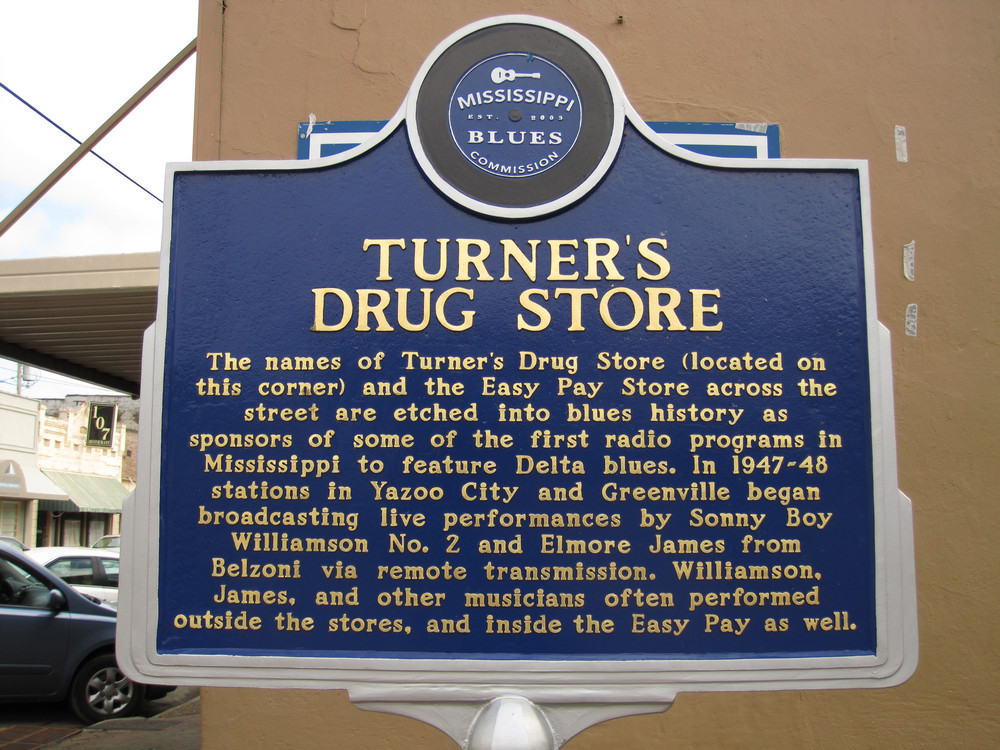 MISSISSIPPI
EST. 2003
BLUES
COMMISSION
TURNER'S
DRUG STORE
The names of Turner's Drug Store (located on
this corner) and the Easy Pay Store across the
street are etched into blues history as
sponsors of some of the first radio programs in
Mississippi to feature Delta blues. In 1947-48
stations in Yazoo City and Greenville began
broadcasting live performances by Sonny Boy
Williamson No. 2 and Elmore James from
Belzoni via remote transmission. Williamson,
James, and other musicians often performed
outside the stores, and inside the Easy Pay as well.
107